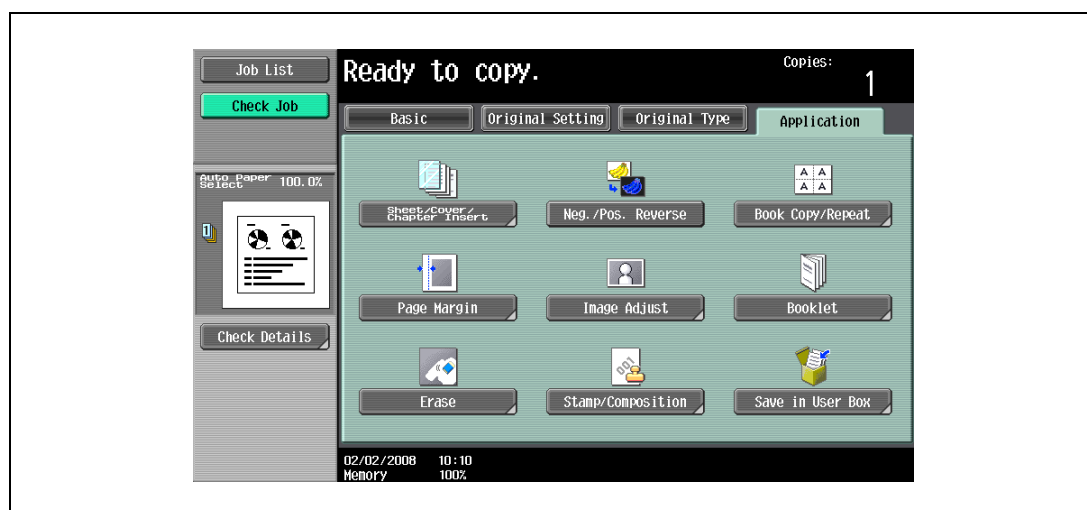 Job List
Check Job
Ready to copy.
Copies:
1
Basic
Original Setting
Original Type
Application
Auto Paper
Select
100.0%
1
Sheet/Cover/
Chapter Insert
Neg./Pos. Reverse
A A
A A
Book Copy/Repeat
Page Margin
Image Adjust
Booklet
Check Details
001
Erase
Stamp/Composition
Save in User Box
02/02/2008 10:10
Memory 100%